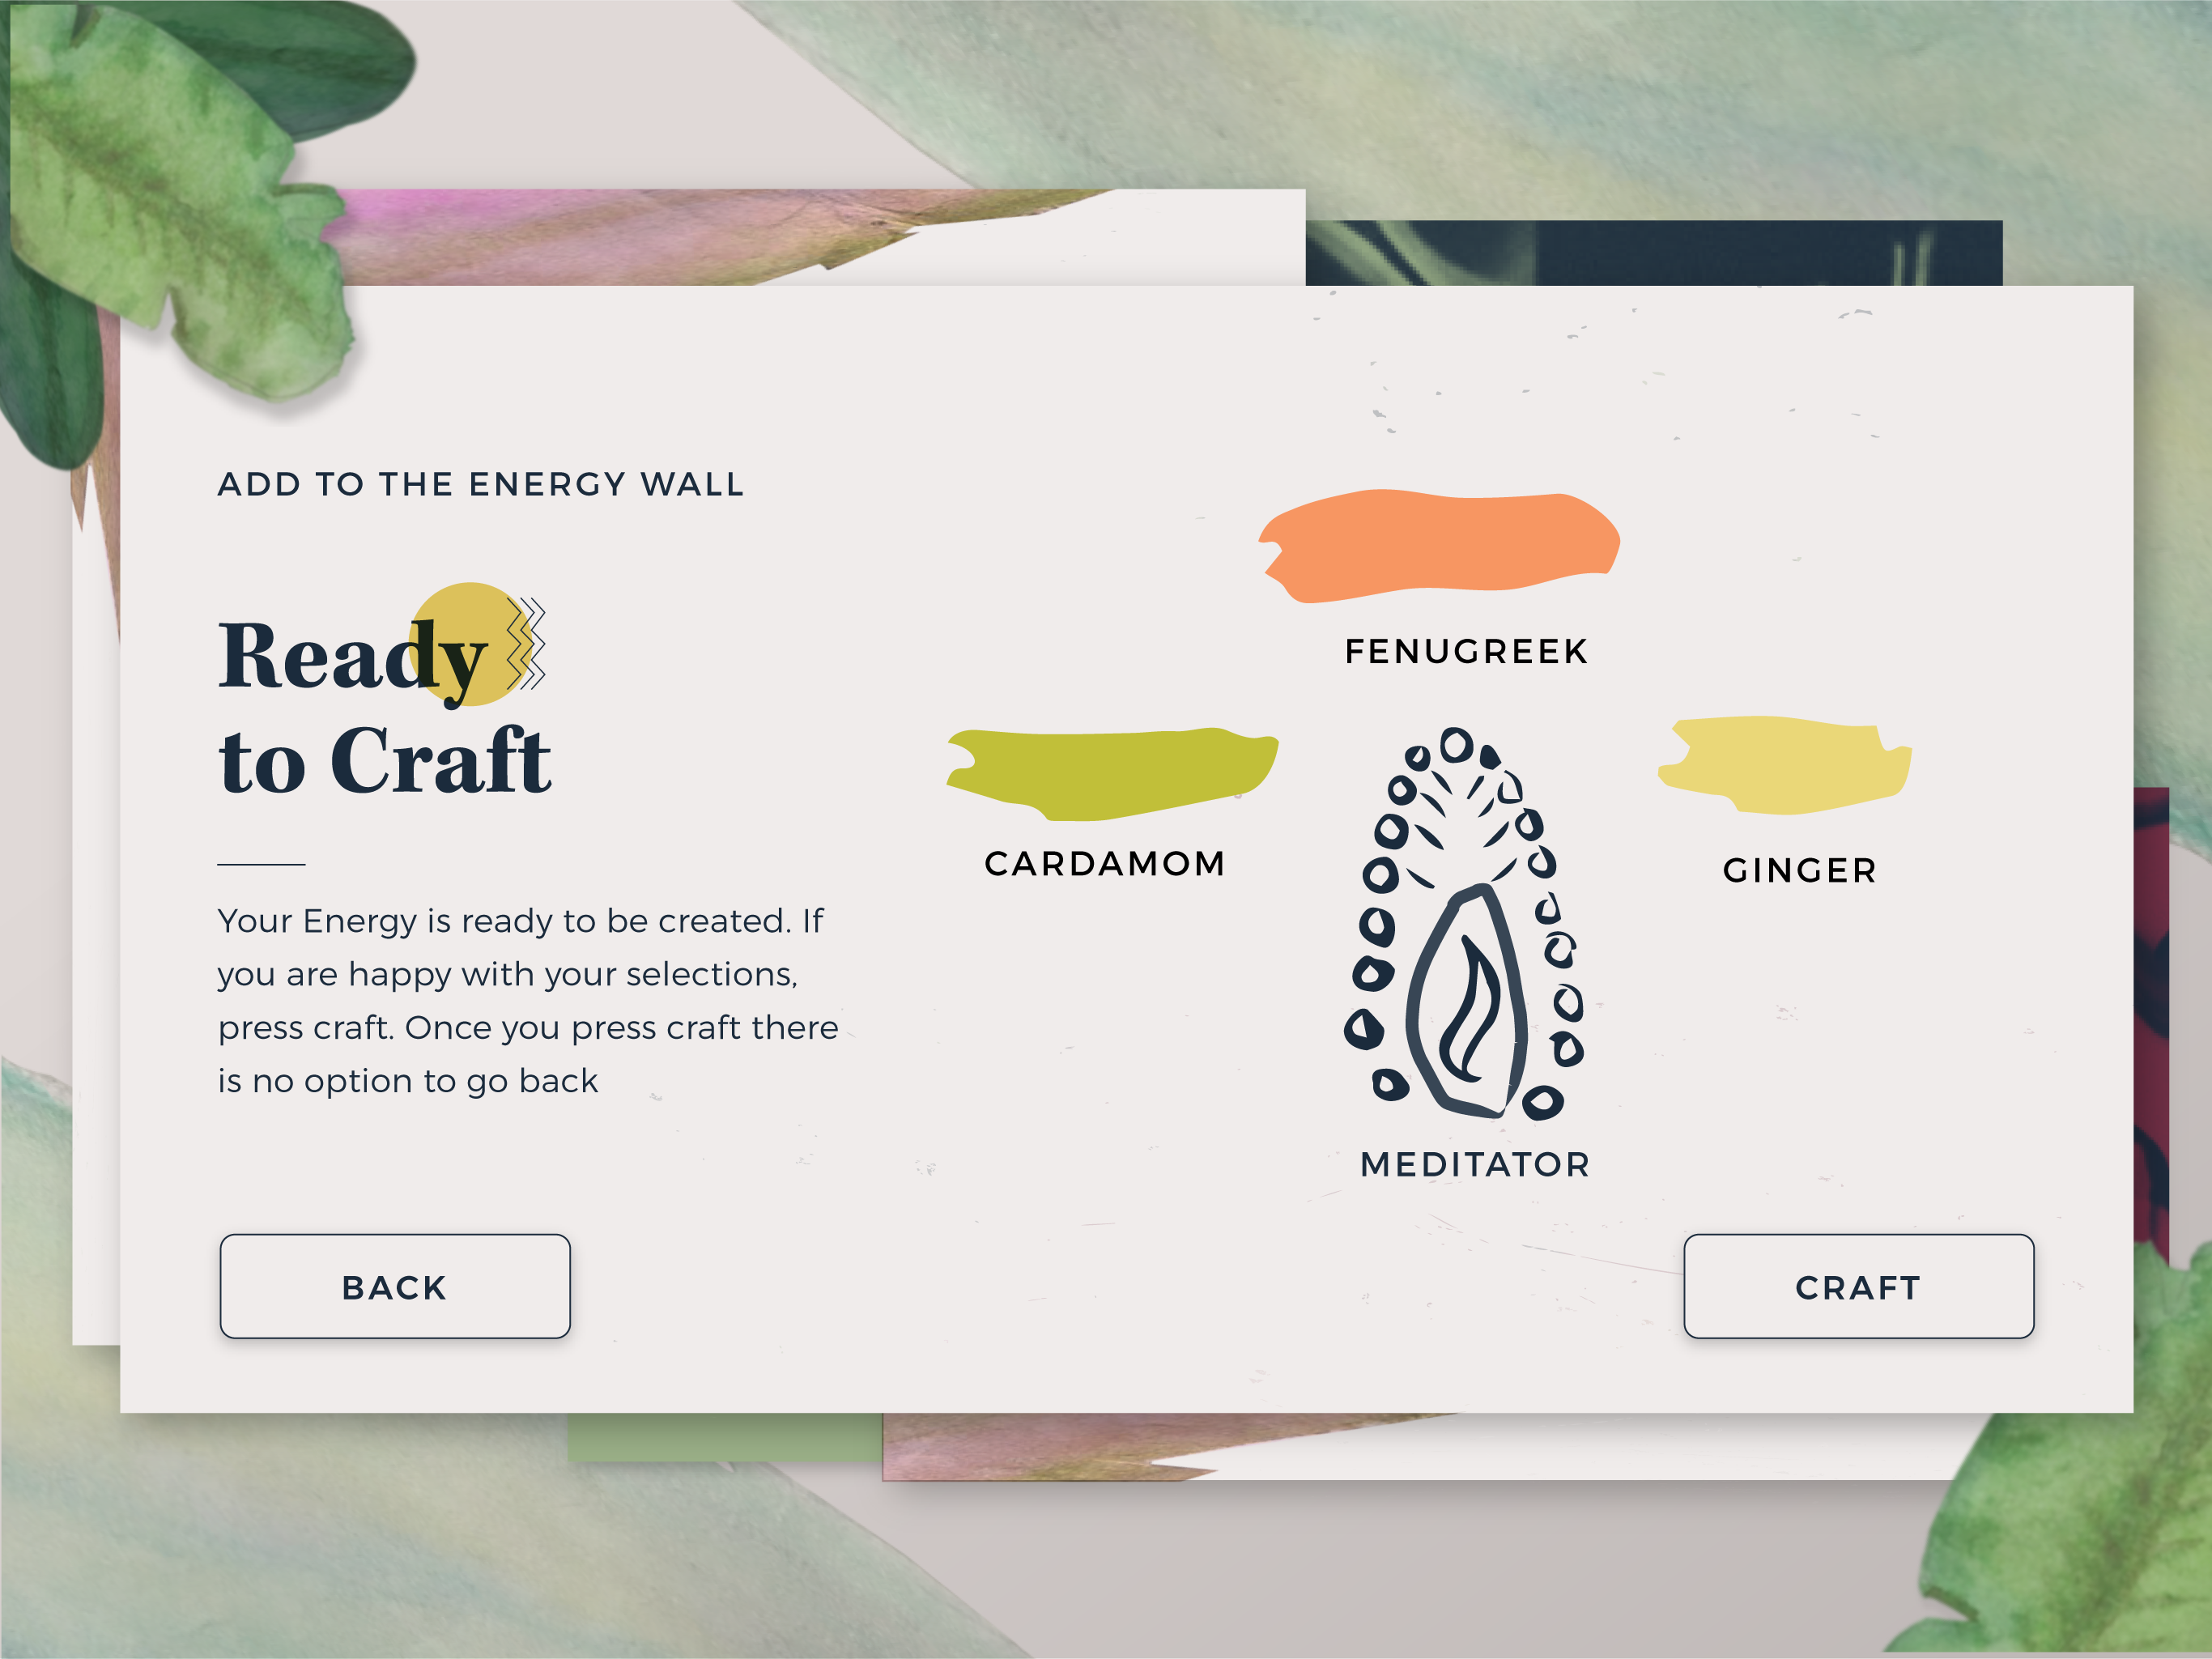 ADD TO THE ENERGY WALL
Ready
to Craft
Your Energy is ready to be created. If
you are happy with your selections,
press craft. Once you press craft there
is no option to go back
FENUGREEK
CARDAMOM
GINGER
MEDITATOR
BACK
CRAFT